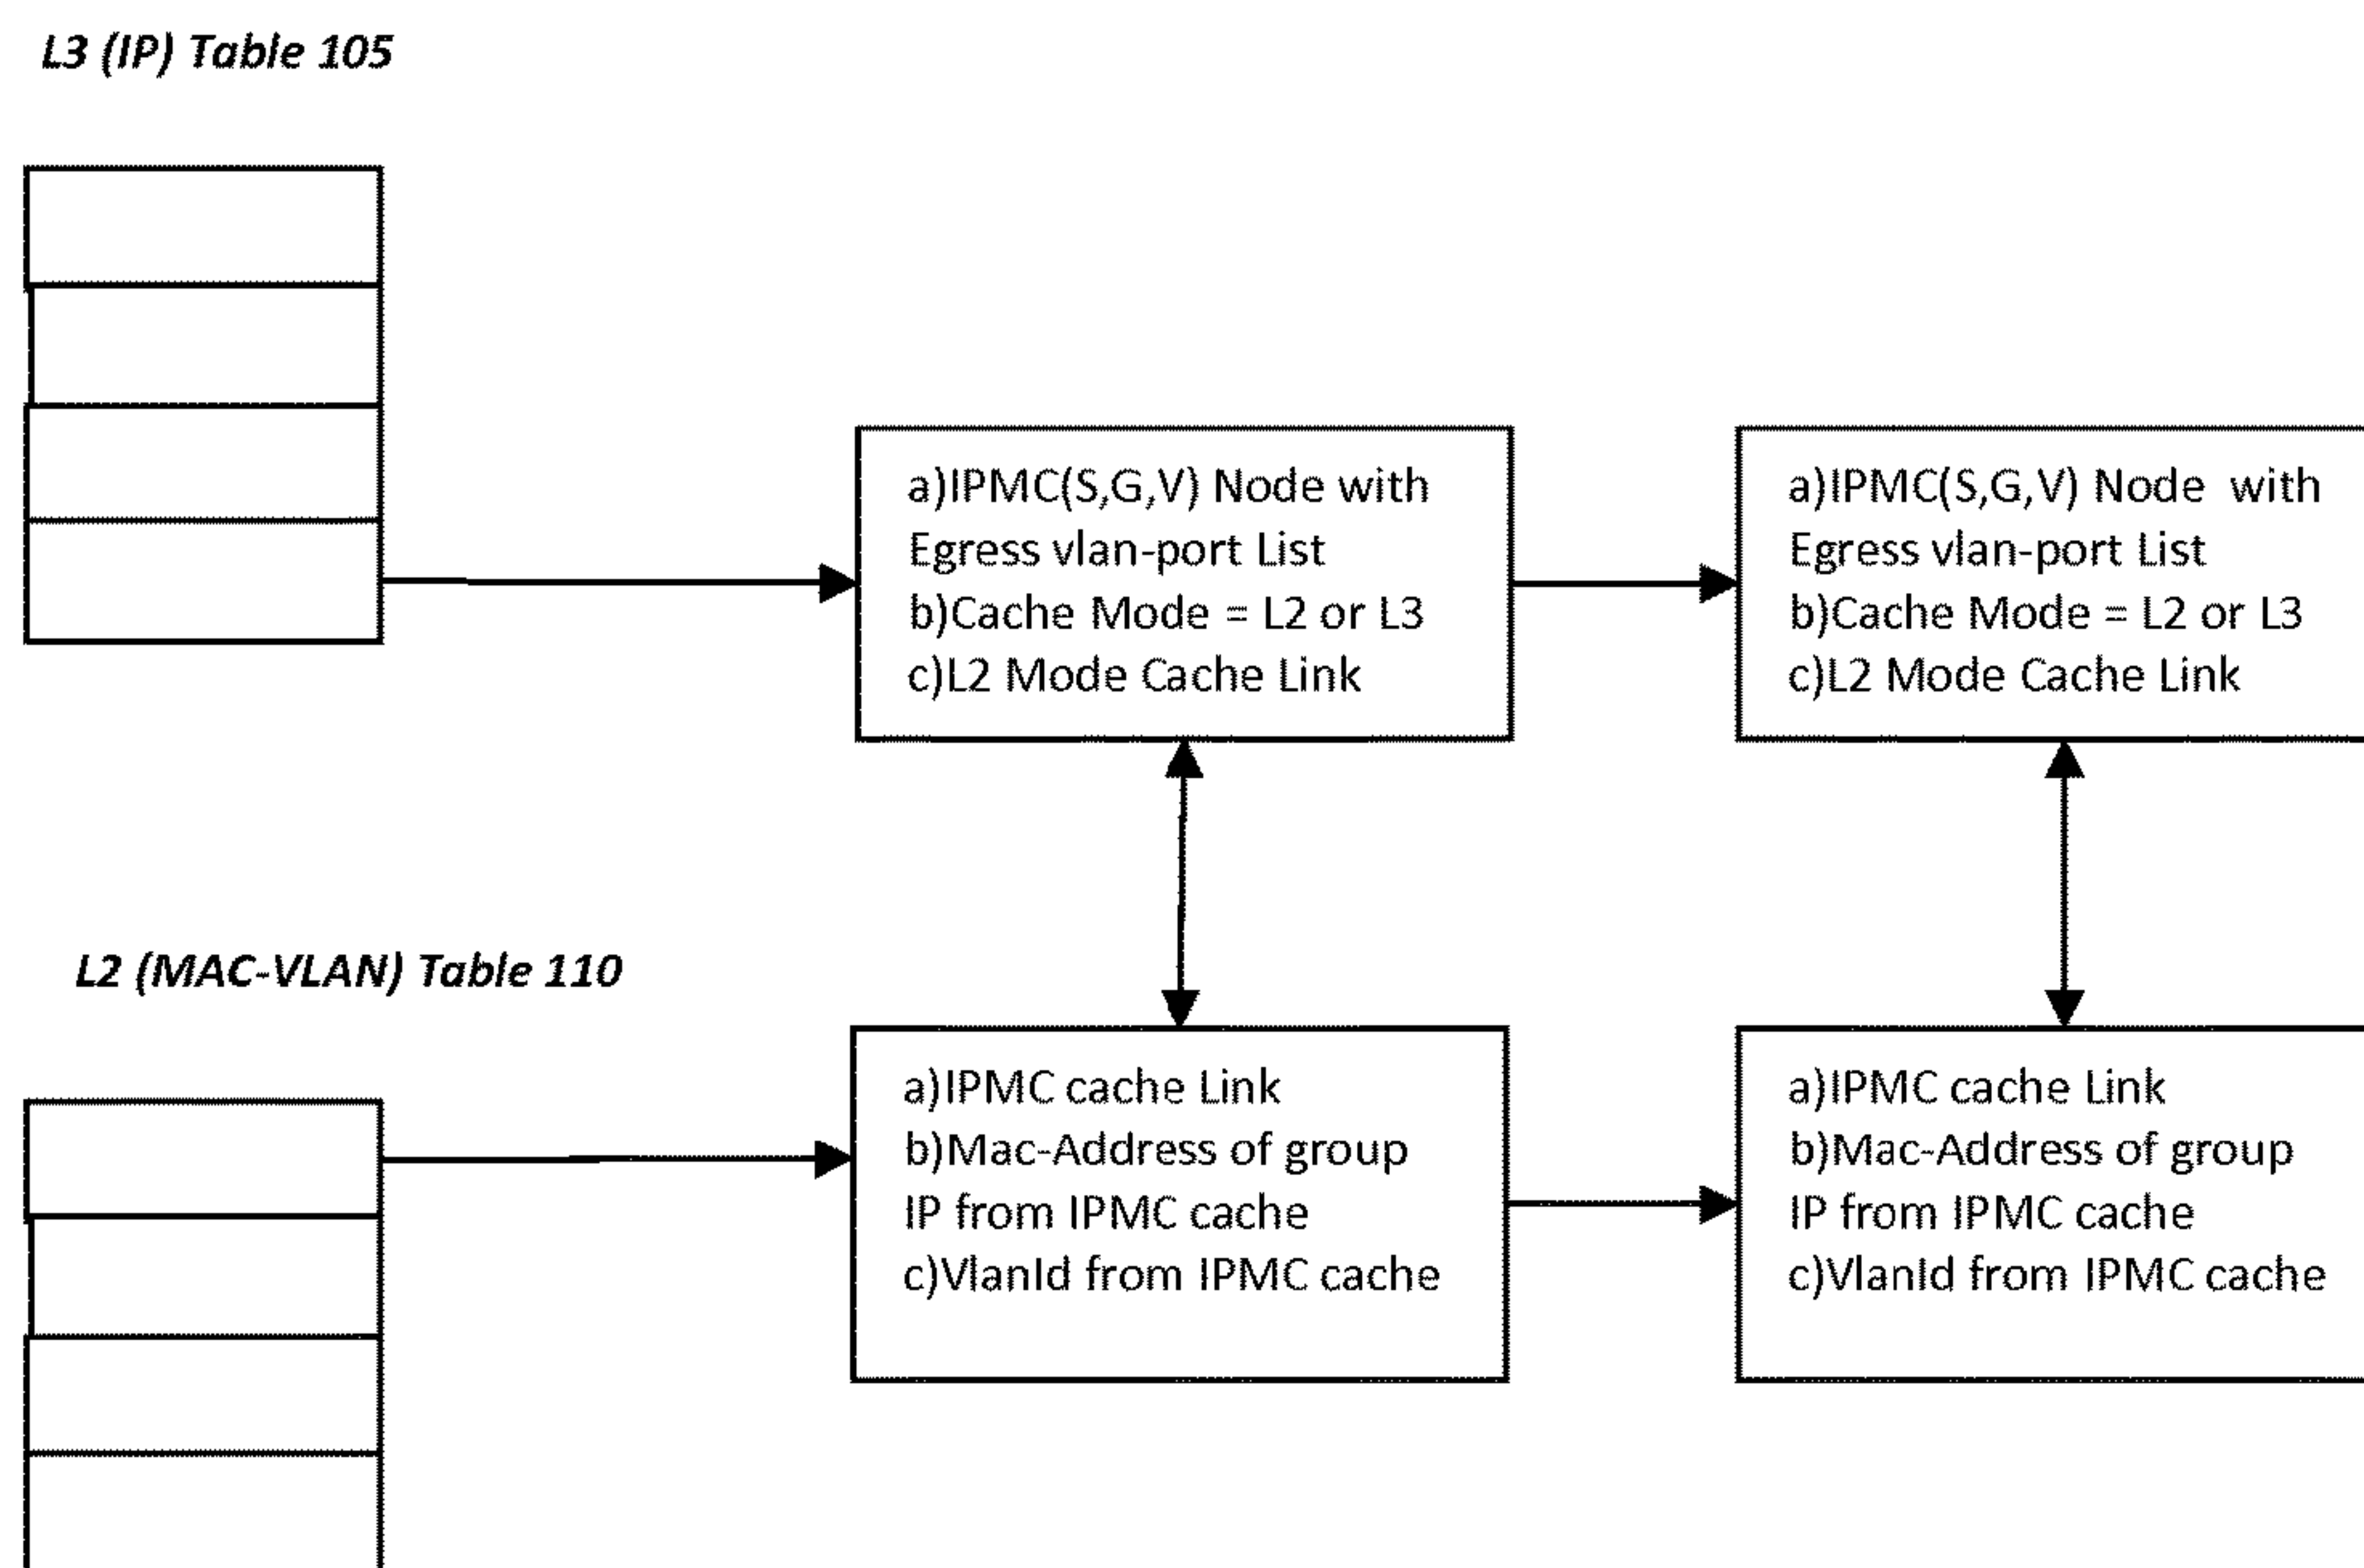 L3 (IP) Table 105
a)IPMC(S,G,V) Node with
Egress vlan-port List
b)Cache Mode = L2 or L3
c)L2 Mode Cache Link
a)IPMC(S,G,V) Node with
Egress vlan-port List
b)Cache Mode = L2 or L3
c)L2 Mode Cache Link
L2 (MAC-VLAN) Table 110
a)IPMC cache Link
b)Mac-Address of group
IP from IPMC cache
c)VlanId from IPMC cache
a)IPMC cache Link
b)Mac-Address of group
IP from IPMC cache
c)VlanId from IPMC cache